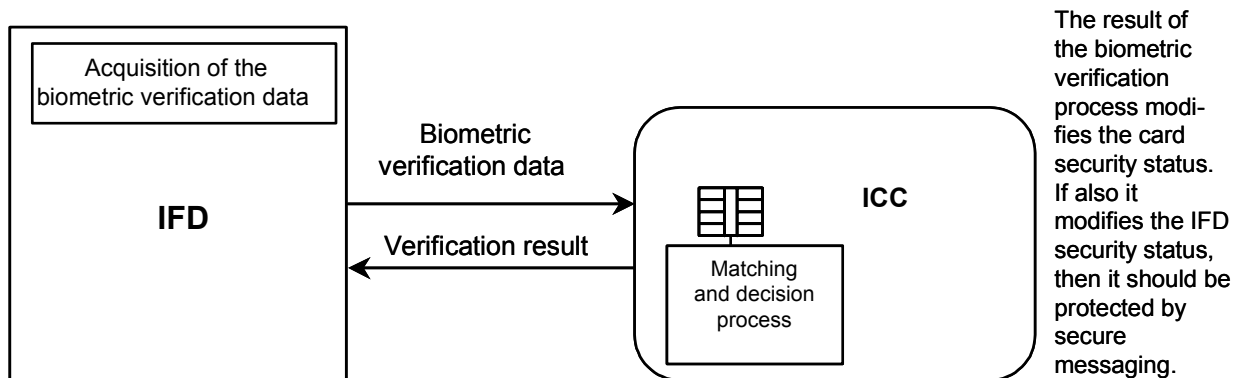 Acquisition of the
biometric verification data
IFD
Biometric
verification data
Verification result
ICC
Matching
and decision
process
The result of
the biometric
verification
process modi-
fies the card
security status.
If also it
modifies the IFD
security status,
then it should be
protected by
secure
messaging.